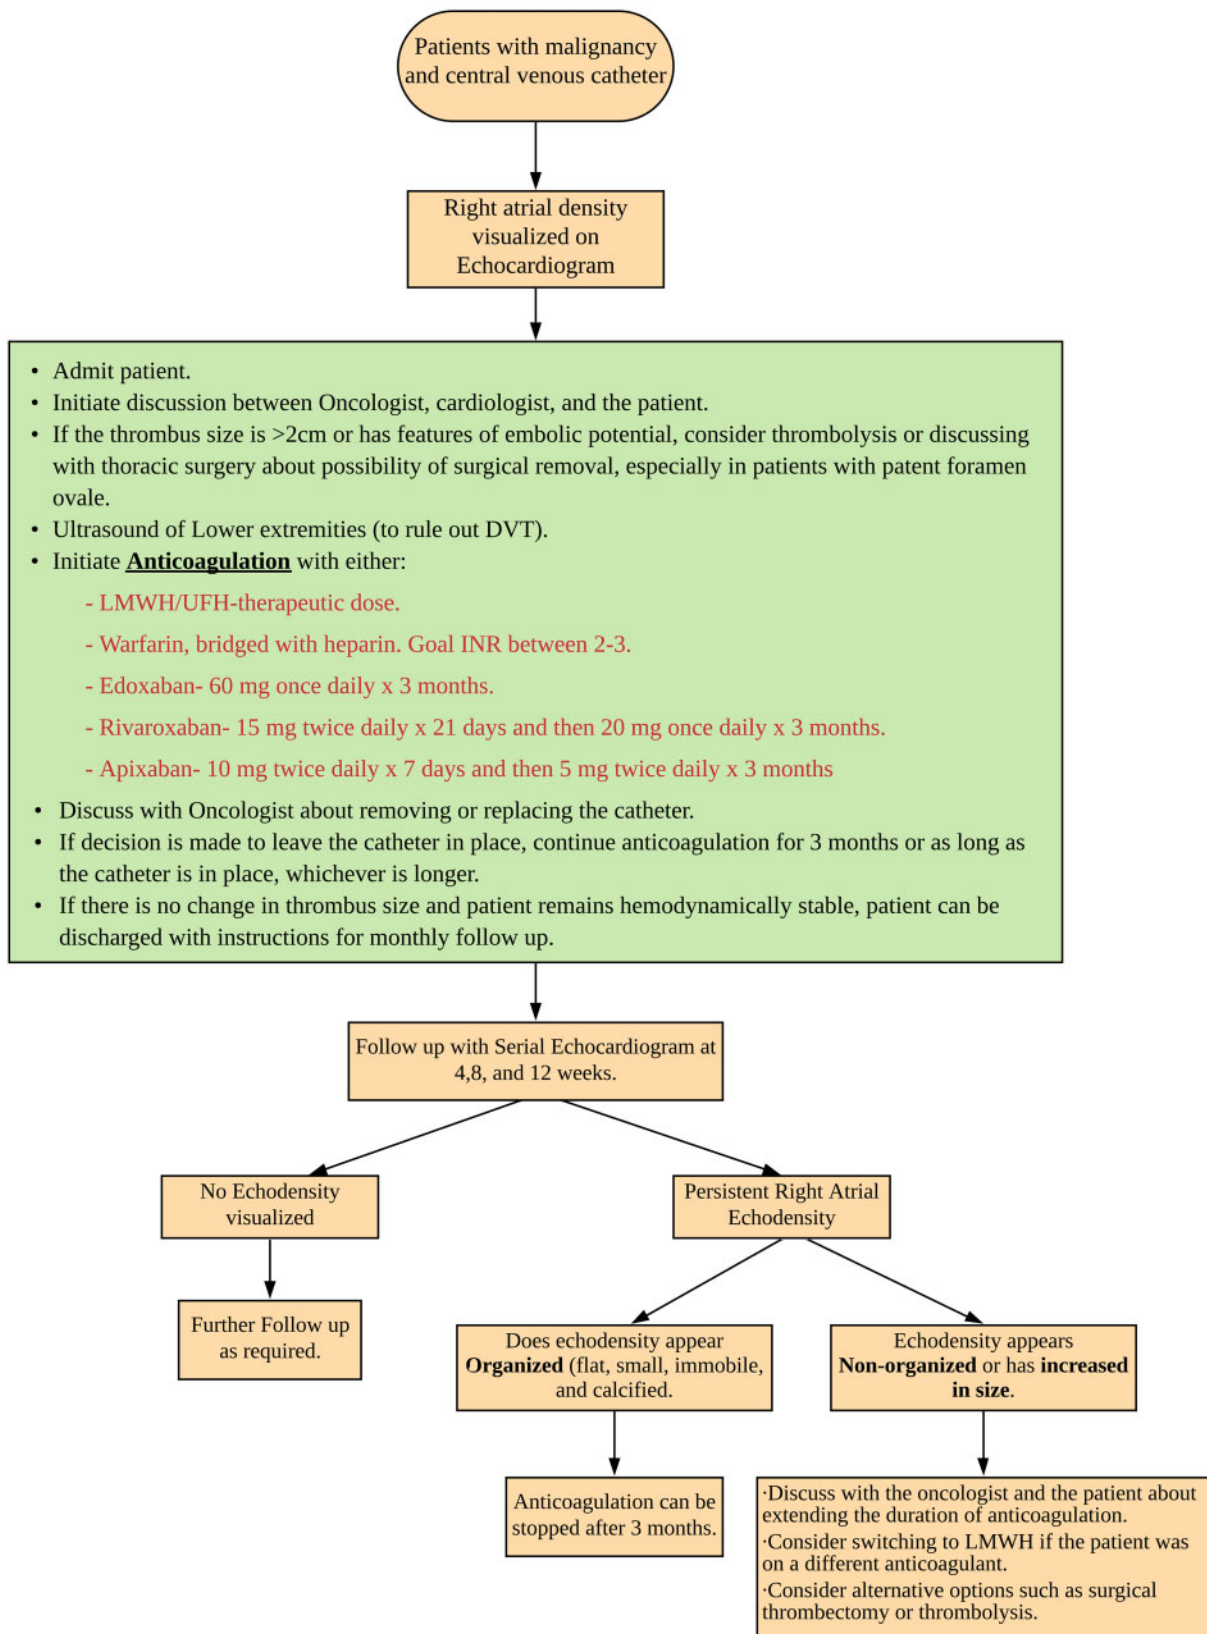 Patients with malignancy
and central venous catheter
Right atrial density
visualized on
Echocardiogram
• Admit patient.
• Initiate discussion between Oncologist, cardiologist, and the patient.
• If the thrombus size is >2cm or has features of embolic potential, consider thrombolysis or discussing
with thoracic surgery about possibility of surgical removal, especially in patients with patent foramen
ovale.
• Ultrasound of Lower extremities (to rule out DVT).
• Initiate Anticoagulation with either:
- LMWH/UFH-therapeutic dose.
- Warfarin, bridged with heparin. Goal INR between 2-3.
- Edoxaban- 60 mg once daily x 3 months.
- Rivaroxaban- 15 mg twice daily x 21 days and then 20 mg once daily x 3 months.
- Apixaban- 10 mg twice daily x 7 days and then 5 mg twice daily x 3 months
• Discuss with Oncologist about removing or replacing the catheter.
• If decision is made to leave the catheter in place, continue anticoagulation for 3 months or as long as
the catheter is in place, whichever is longer.
• If there is no change in thrombus size and patient remains hemodynamically stable, patient can be
discharged with instructions for monthly follow up.
Follow up with Serial Echocardiogram at
4,8, and 12 weeks.
No Echodensity
visualized
Further Follow up
as required.
Persistent Right Atrial
Echodensity
Does echodensity appear
Organized (flat, small, immobile,
and calcified.
Anticoagulation can be
stopped after 3 months.
Echodensity appears
Non-organized or has increased
in size.
·Discuss with the oncologist and the patient about
extending the duration of anticoagulation.
·Consider switching to LMWH if the patient was
on a different anticoagulant.
·Consider alternative options such as surgical
thrombectomy or thrombolysis.